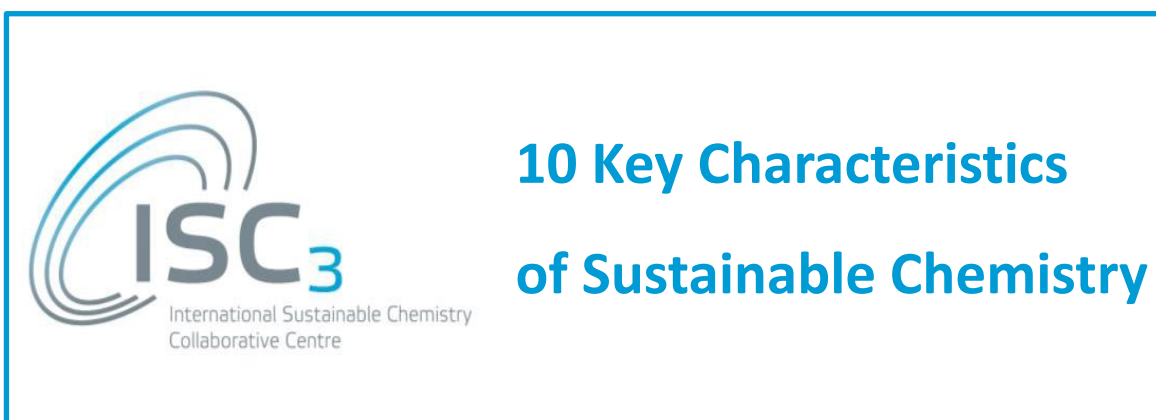 ISC3
International Sustainable Chemistry
Collaborative Centre
10 Key Characteristics
of Sustainable Chemistry